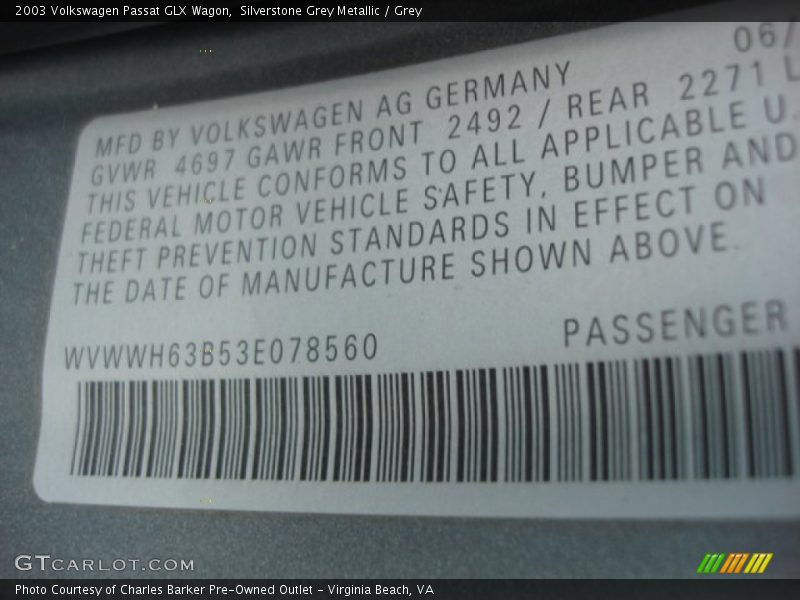 2003 Volkswagen Passat GLX Wagon, Silverstone Grey Metallic / Grey
06/
MFD BY VOLKSWAGEN AG GERMANY
GVWR 4697 GAWR FRONT 2492 / REAR 2271 L
THIS VEHICLE CONFORMS TO ALL APPLICABLE U.
FEDERAL MOTOR VEHICLE SAFETY, BUMPER AND
THEFT PREVENTION STANDARDS IN EFFECT ON
THE DATE OF MANUFACTURE SHOWN ABOVE.
WVWWH63B53E078560 PASSENGER
GTCARLOT.COM
Photo Courtesy of Charles Barker Pre-Owned Outlet - Virginia Beach, VA